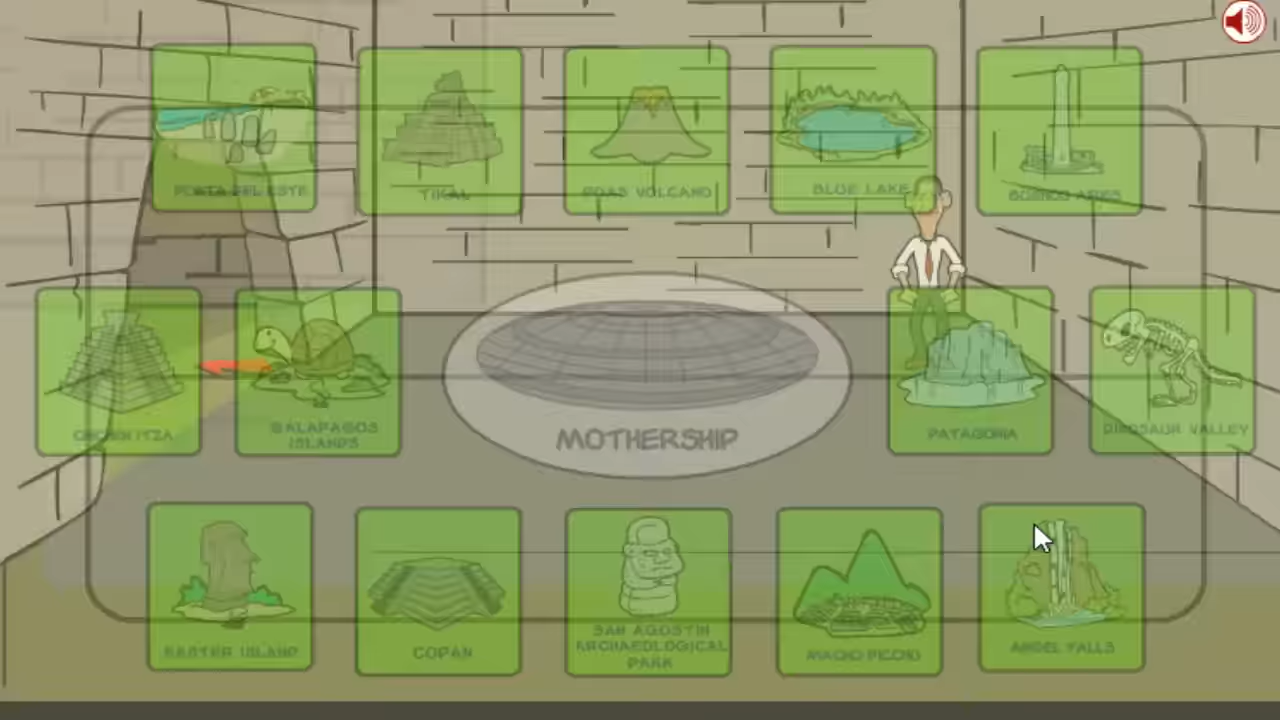 PUNTA DEL ESTE
TIKAL
POAS VOLCANO
BLUE LAKE
BUENOS AIRES
CHICHEN ITZA
GALAPAGOS
ISLANDS
MOTHERSHIP
PATAGONIA
DINOSAUR VALLEY
EASTER ISLAND
COPAN
SAN AGOSTIN
ARCHAEOLOGICAL
PARK
MACHU PICCHU
ANGEL FALLS